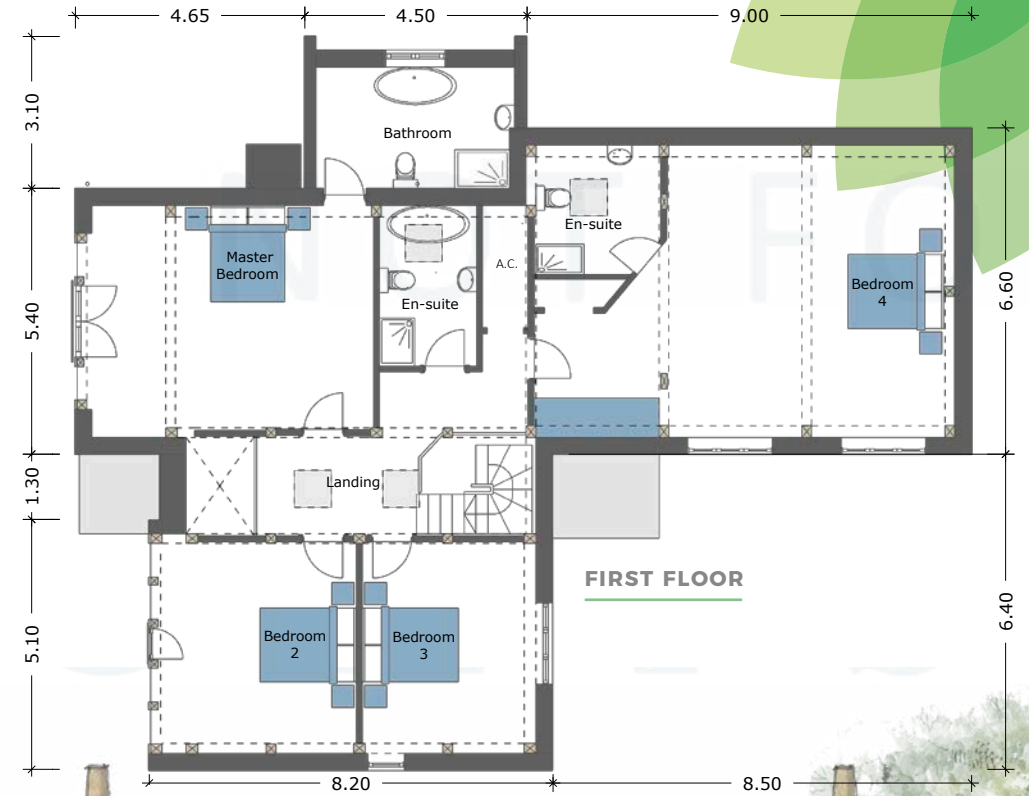 4.65
4.50
9.00
3.10
5.40
1.30
5.10
6.60
6.40
8.20
8.50
Bathroom
En-suite
Master
Bedroom
A.C.
En-suite
Bedroom
4
Landing
Bedroom
2
Bedroom
3
FIRST FLOOR